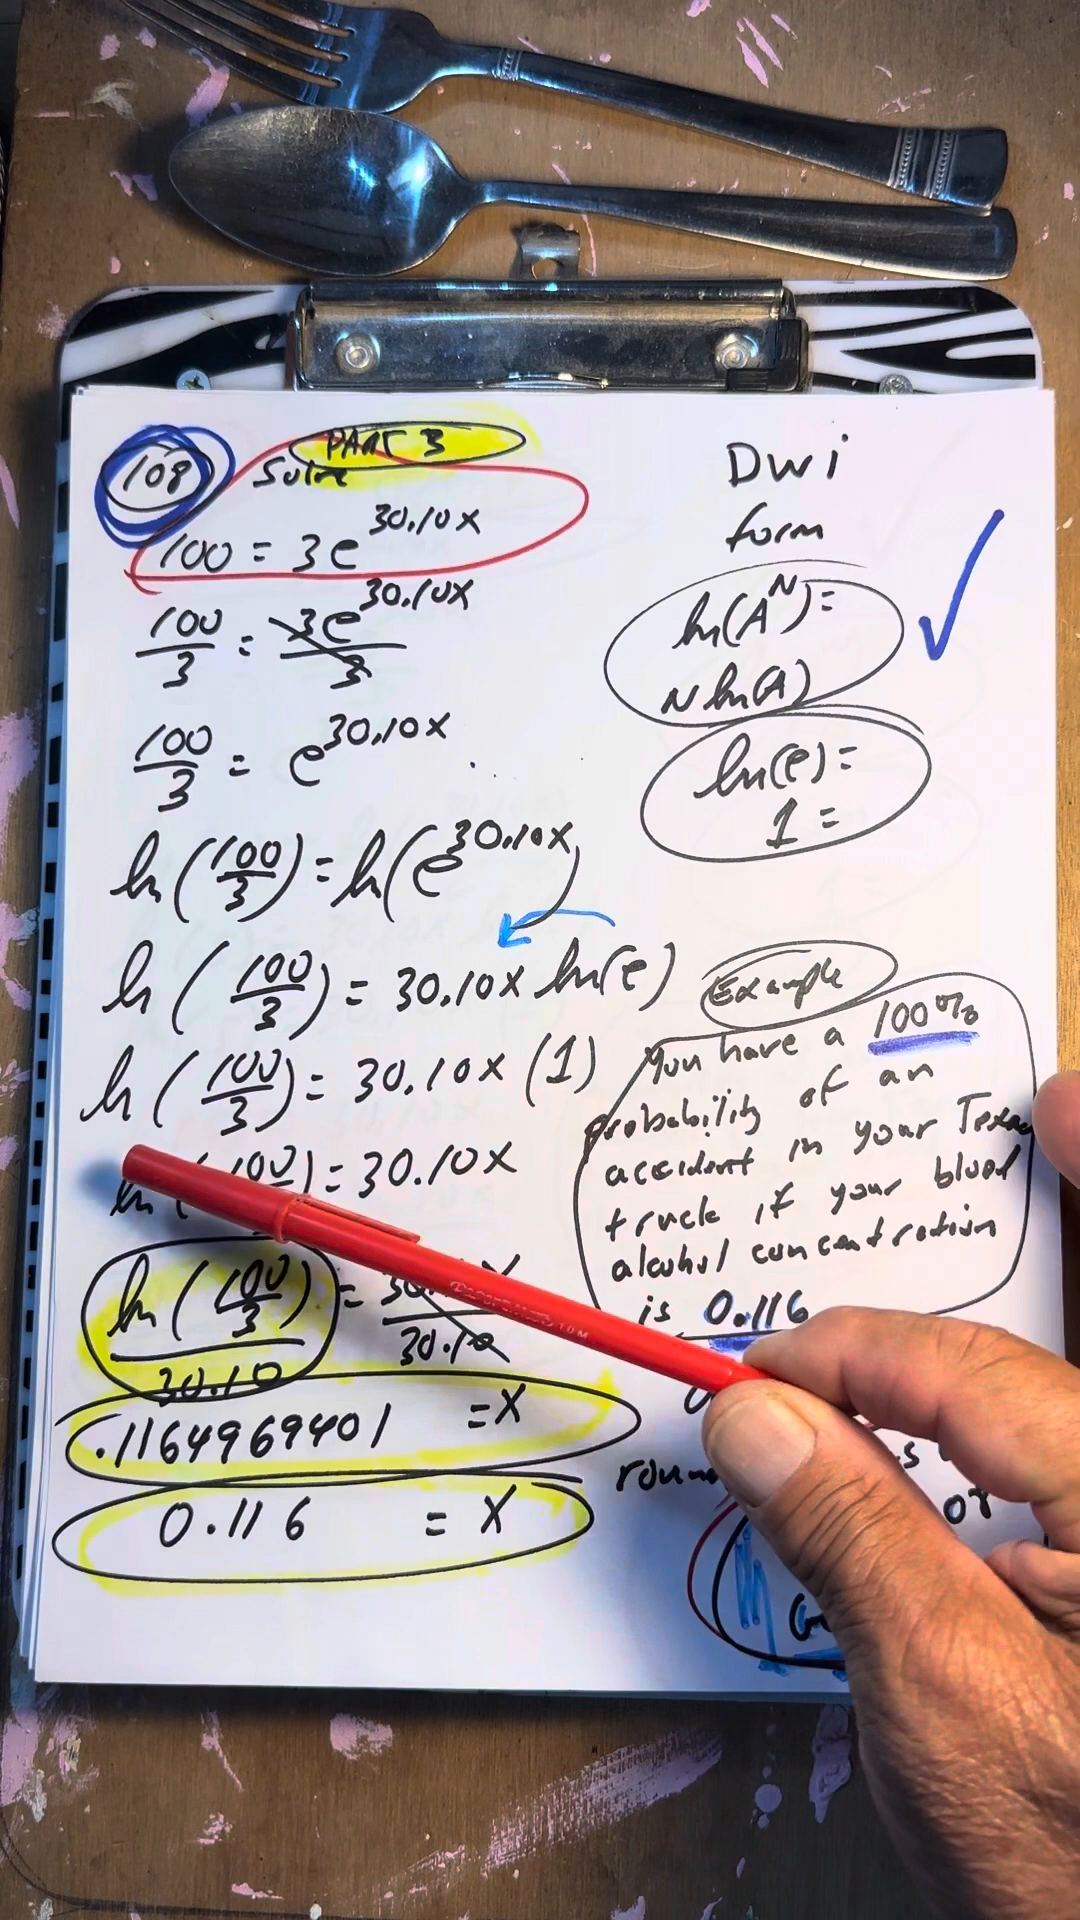 108
PART 3
Solve
100 = 3e^30.10x
100/3 = 3e^30.10x/3
100/3 = e^30.10x
ln(100/3) = ln(e^30.10x)
ln(100/3) = 30.10x ln(e)
ln(100/3) = 30.10x (1)
ln(100) = 30.10x
ln(100/3)/30.10 = 30. x/30.10
.1164969401 = x
0.116 = x
Dwi
form
ln(A^N) =
N ln(A)
ln(e) =
1 =
Example
you have a 100%
probability of an
accident in your
truck if your blood
alcohol concentration
is 0.116
or